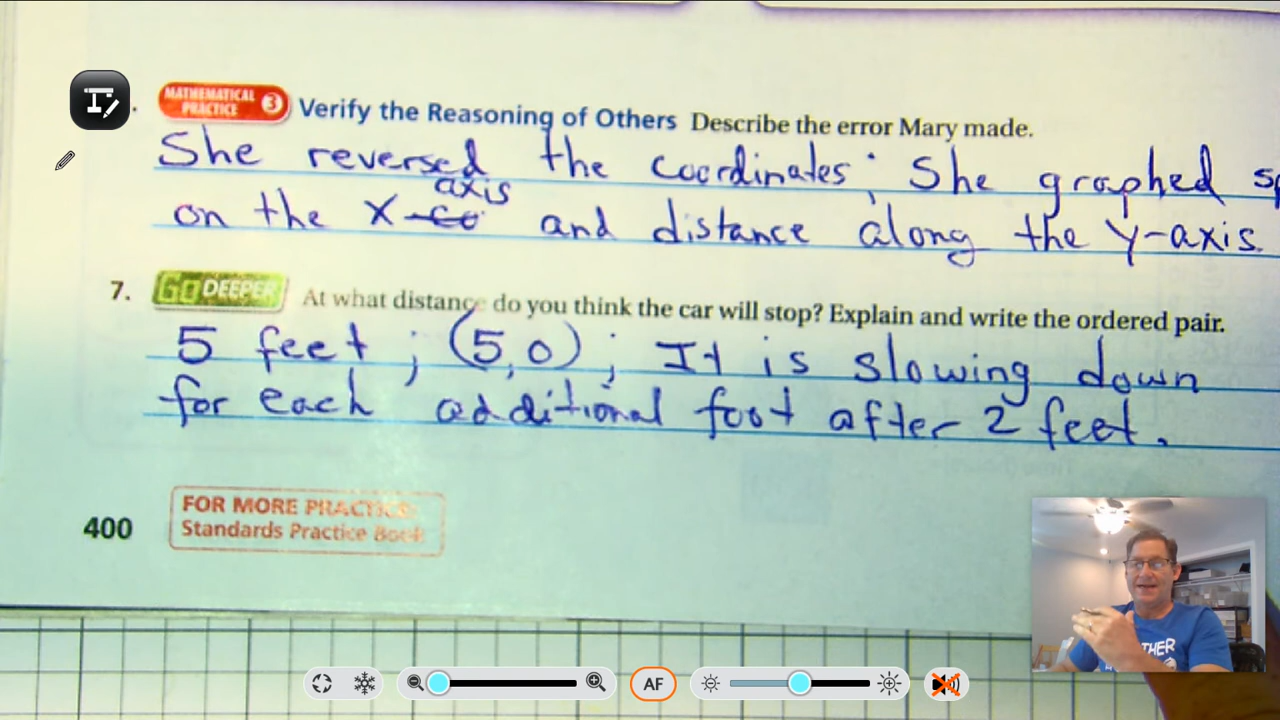 MATHEMATICAL PRACTICE 3 Verify the Reasoning of Others Describe the error Mary made.
She reversed the coordinates; She graphed
axis
on the x-co and distance along the y-axis.
7. Go DEEPER At what distance do you think the car will stop? Explain and write the ordered pair.
5 feet ; (5,0) ; It is slowing down
for each additional foot after 2 feet.
FOR MORE PRACTICE:
Standards Practice Book
400
THER
AF